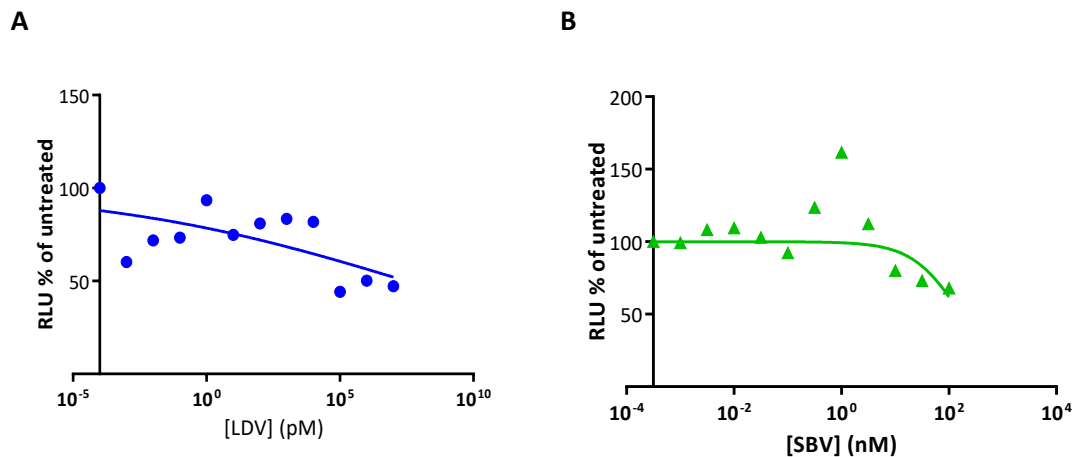 A
RLU % of untreated
150
100
50
10⁻⁵
10⁰
10⁵
10¹⁰
[LDV] (pM)
B
RLU % of untreated
200
150
100
50
10⁻⁴
10⁻²
10⁰
10²
10⁴
[SBV] (nM)